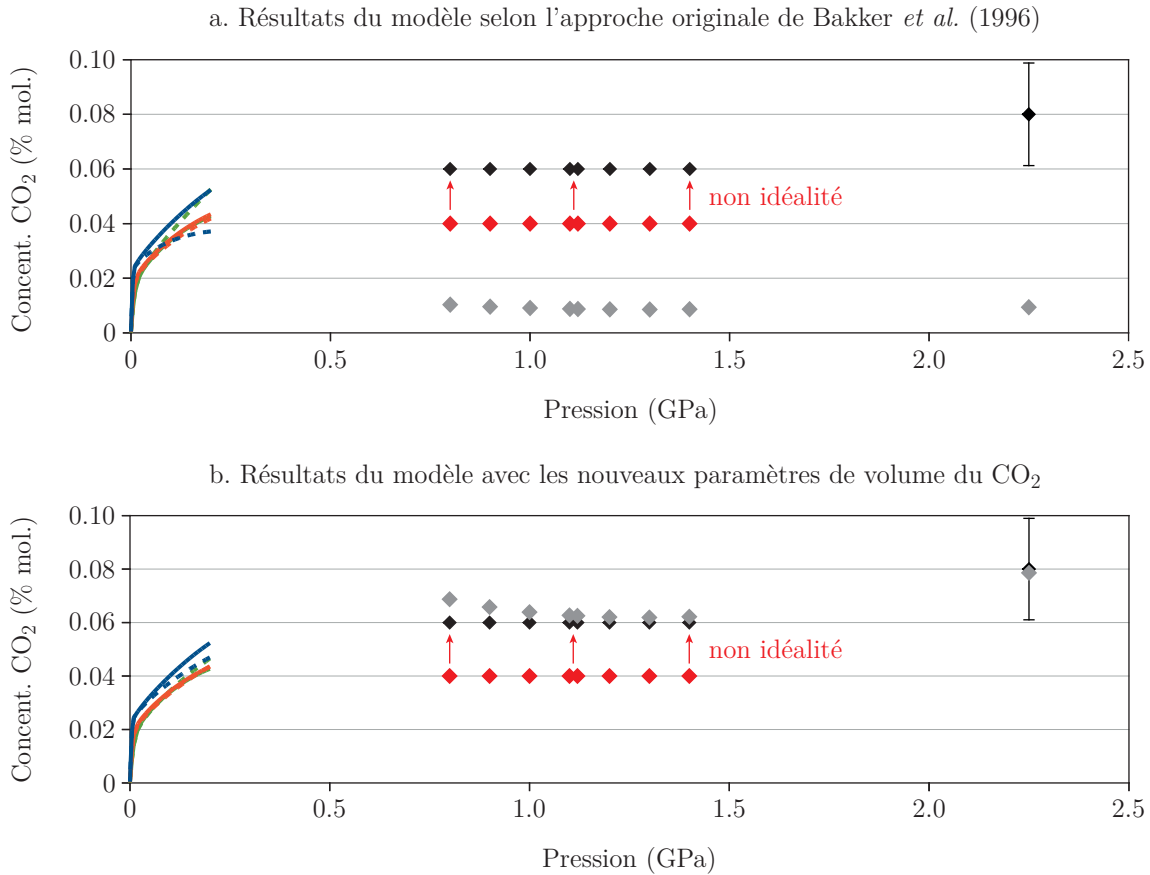 a. Résultats du modèle selon l'approche originale de Bakker et al. (1996)
Concent. CO₂ (% mol.)
0.10
0.08
0.06
0.04
0.02
0
non idéalité
0 0.5 1.0 1.5 2.0 2.5
Pression (GPa)
b. Résultats du modèle avec les nouveaux paramètres de volume du CO₂
Concent. CO₂ (% mol.)
0.10
0.08
0.06
0.04
0.02
0
non idéalité
0 0.5 1.0 1.5 2.0 2.5
Pression (GPa)